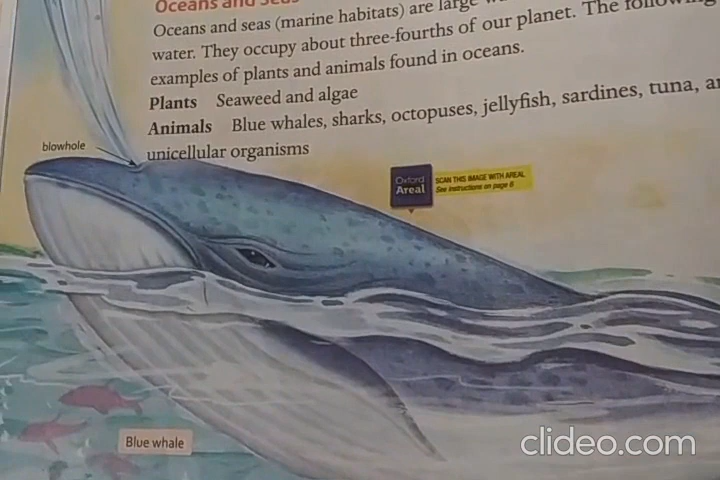 Oceans and Seas
Oceans and seas (marine habitats) are large
water. They occupy about three-fourths of our planet. The following
examples of plants and animals found in oceans.
Plants Seaweed and algae
Animals Blue whales, sharks, octopuses, jellyfish, sardines, tuna,
unicellular organisms
blowhole
Oxford
Areal
SCAN THIS IMAGE WITH AREAL
See instructions on page 6
Blue whale
clideo.com